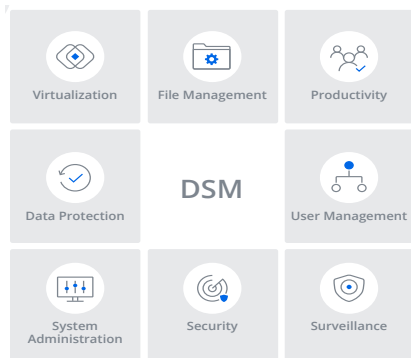 Virtualization
File Management
Productivity
Data Protection
DSM
User Management
System
Administration
Security
Surveillance